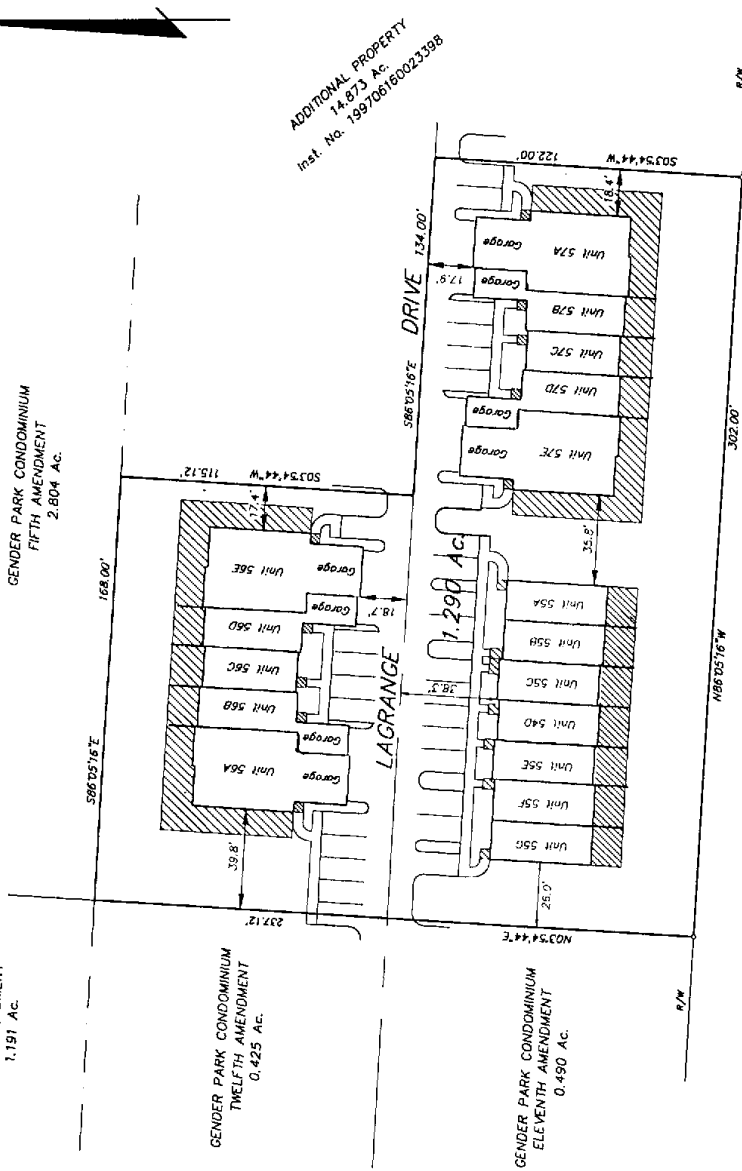 ADDITIONAL PROPERTY
14.873 Ac.
Inst. No. 199706160023398
GENDER PARK CONDOMINIUM
FIFTH AMENDMENT
2.804 Ac.
1.191 Ac.
GENDER PARK CONDOMINIUM
TWELFTH AMENDMENT
0.425 Ac.
GENDER PARK CONDOMINIUM
ELEVENTH AMENDMENT
0.490 Ac.
S86°05'16"E
168.00'
115.12'
S03°54'44"W
S86°05'16"E
134.00'
122.00'
S03°54'44"W
302.00'
N86°05'16"W
237.12'
N03°54'44"E
LAGRANGE
DRIVE
1.290 Ac.
39.8'
17.4'
18.7'
38.3'
17.9'
18.4'
35.8'
26.0'
Unit 56A
Unit 56B
Unit 56C
Unit 56D
Unit 56E
Garage
Garage
Garage
Garage
Unit 57A
Unit 57B
Unit 57C
Unit 57D
Unit 57E
Garage
Garage
Garage
Garage
Unit 55A
Unit 55B
Unit 55C
Unit 54D
Unit 55E
Unit 55F
Unit 55G
R/W
R/W